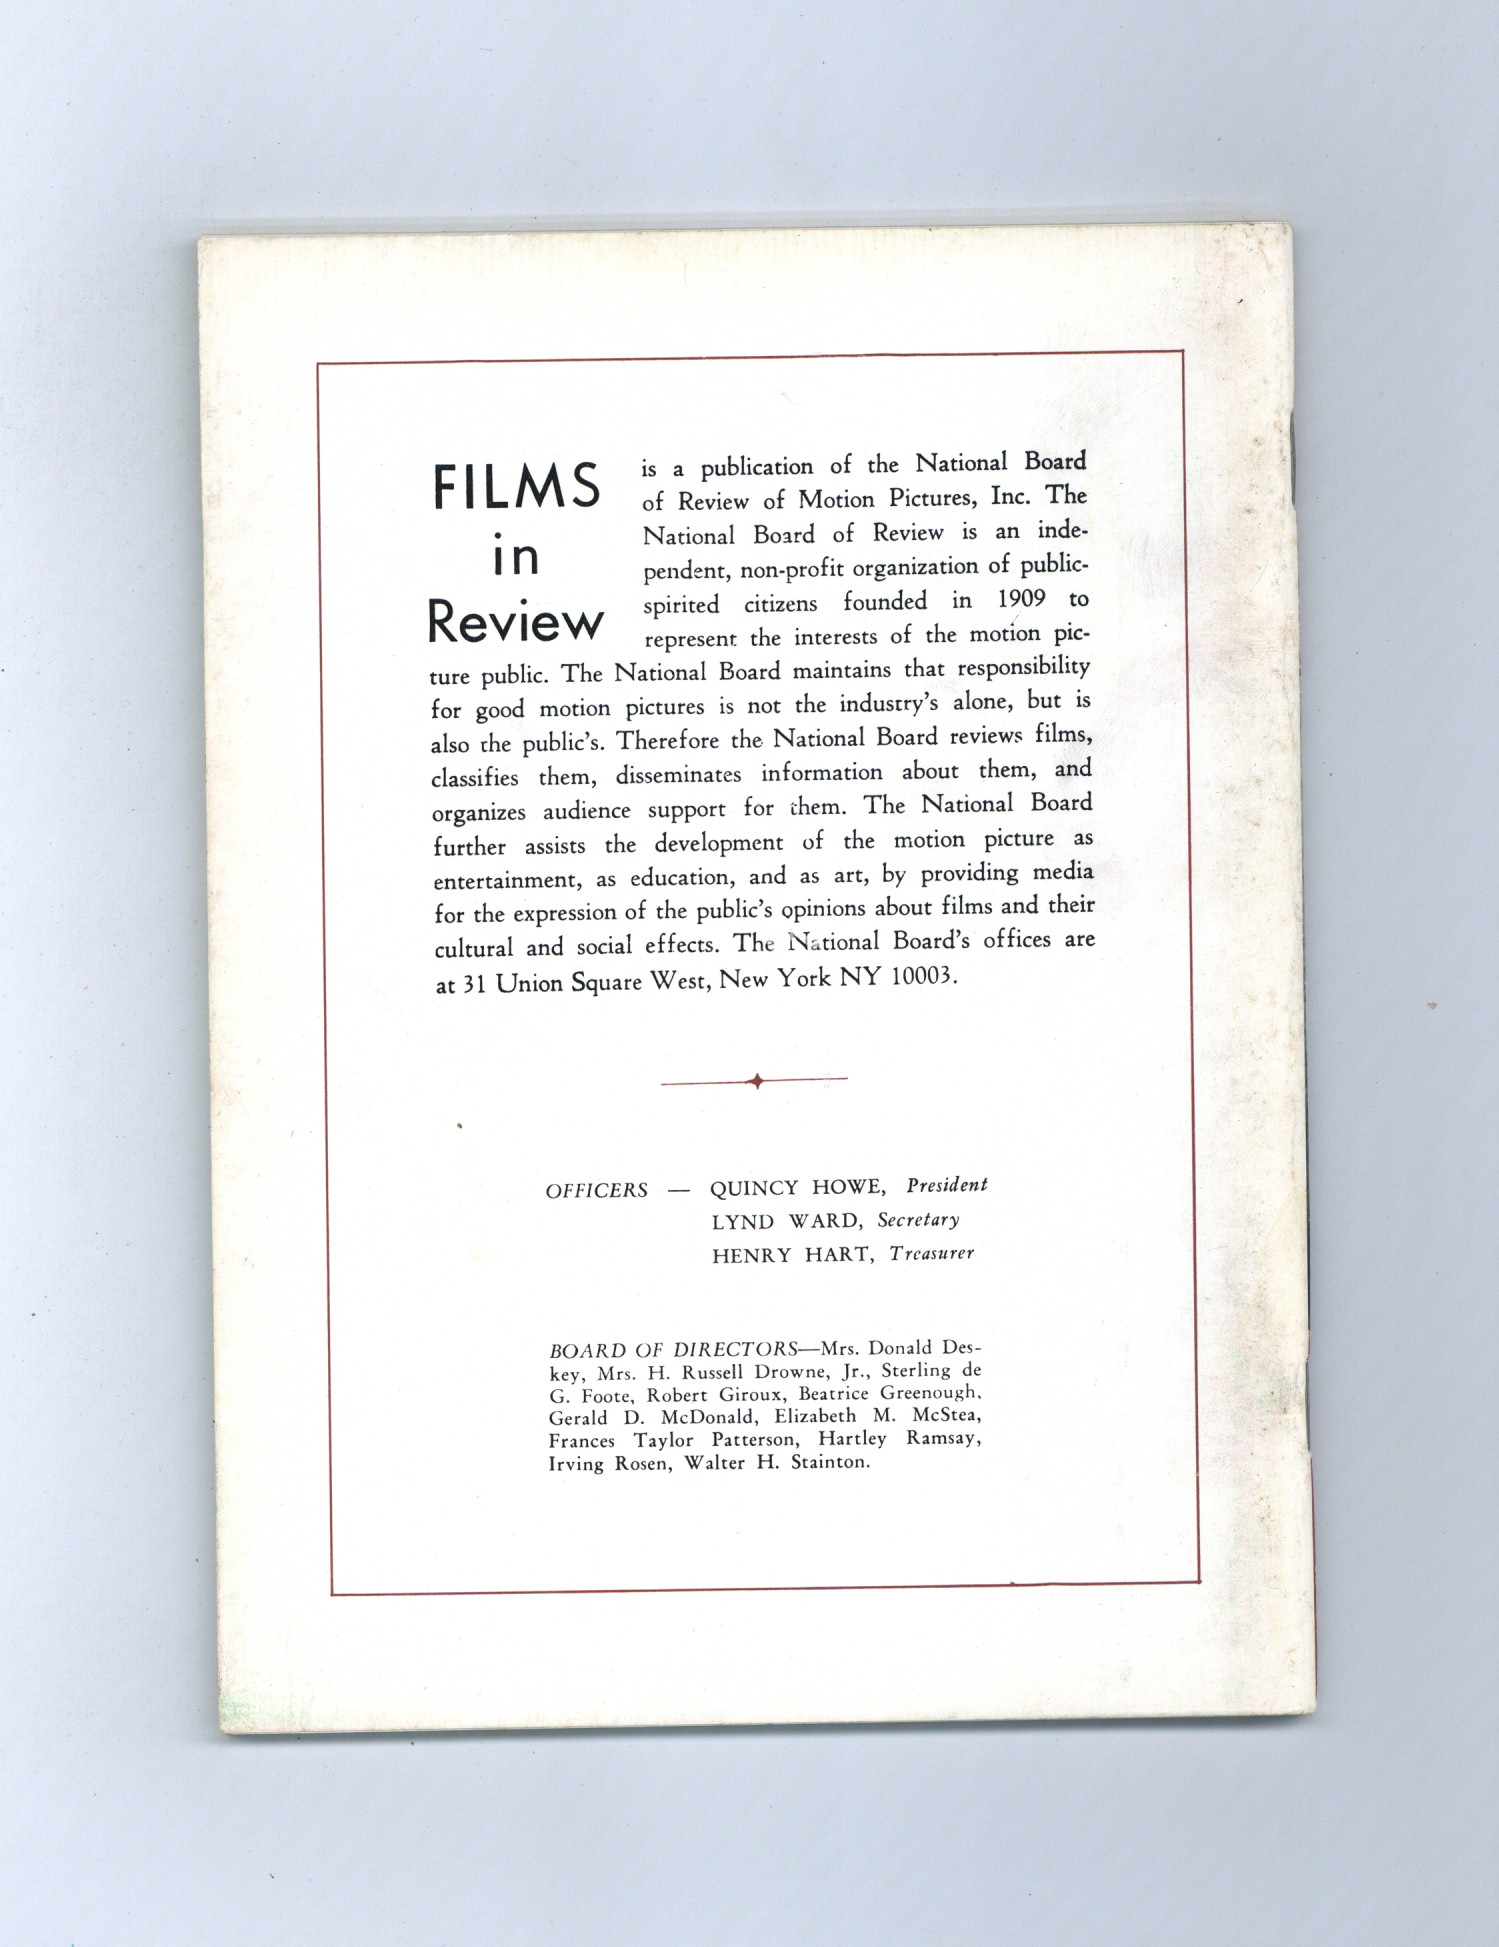 FILMS
in
Review
is a publication of the National Board
of Review of Motion Pictures, Inc. The
National Board of Review is an inde-
pendent, non-profit organization of public-
spirited citizens founded in 1909 to
represent the interests of the motion pic-
ture public. The National Board maintains that responsibility
for good motion pictures is not the industry's alone, but is
also the public's. Therefore the National Board reviews films,
classifies them, disseminates information about them, and
organizes audience support for them. The National Board
further assists the development of the motion picture as
entertainment, as education, and as art, by providing media
for the expression of the public's opinions about films and their
cultural and social effects. The National Board's offices are
at 31 Union Square West, New York NY 10003.
OFFICERS — QUINCY HOWE, President
LYND WARD, Secretary
HENRY HART, Treasurer
BOARD OF DIRECTORS—Mrs. Donald Des-
key, Mrs. H. Russell Drowne, Jr., Sterling de
G. Foote, Robert Giroux, Beatrice Greenough,
Gerald D. McDonald, Elizabeth M. McStea,
Frances Taylor Patterson, Hartley Ramsay,
Irving Rosen, Walter H. Stainton.